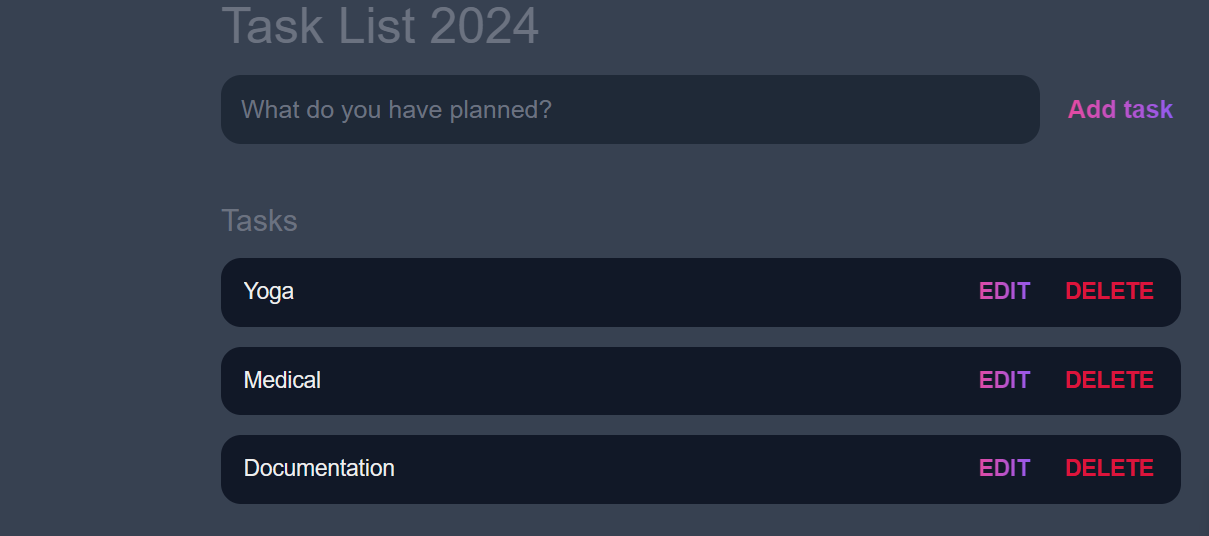 Task List 2024
What do you have planned? Add task
Tasks
Yoga EDIT DELETE
Medical EDIT DELETE
Documentation EDIT DELETE